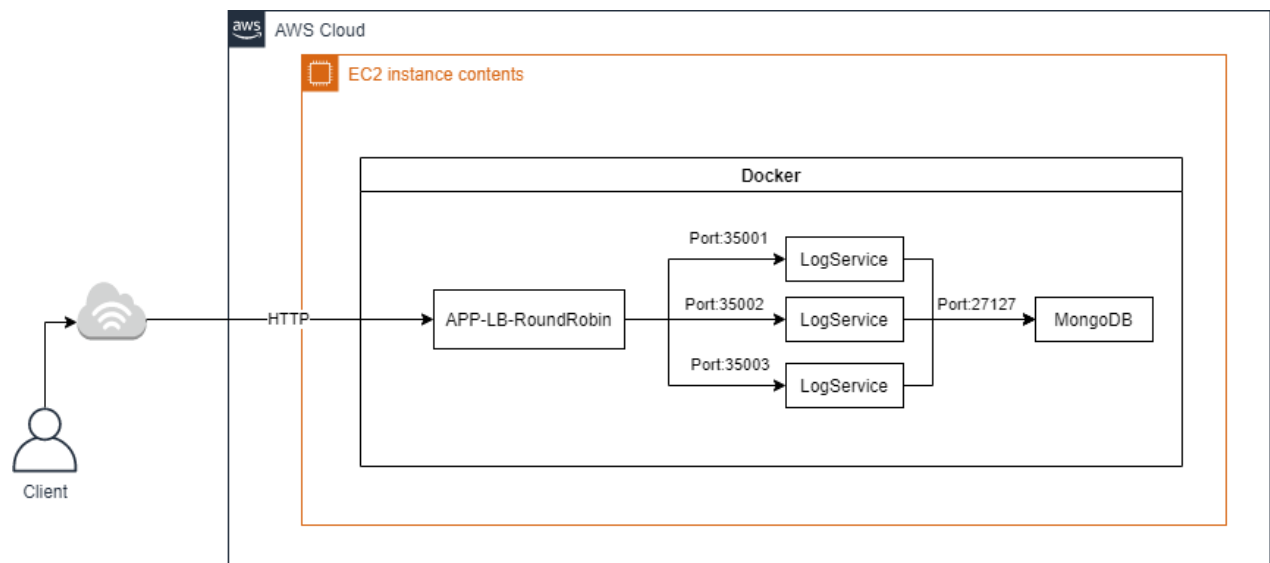 aws
AWS Cloud
EC2 instance contents
Docker
Port:35001
LogService
HTTP
APP-LB-RoundRobin
Port:35002
LogService
Port:27127
MongoDB
Port:35003
LogService
Client